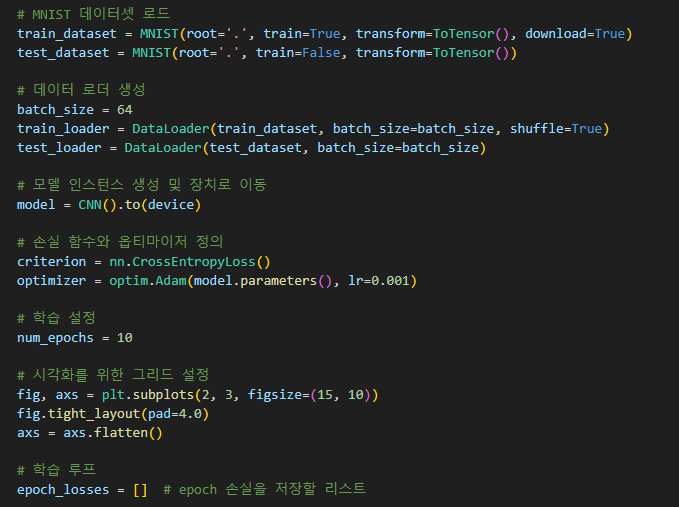 # MNIST 데이터셋 로드
train_dataset = MNIST(root='.', train=True, transform=ToTensor(), download=True)
test_dataset = MNIST(root='.', train=False, transform=ToTensor())
# 데이터 로더 생성
batch_size = 64
train_loader = DataLoader(train_dataset, batch_size=batch_size, shuffle=True)
test_loader = DataLoader(test_dataset, batch_size=batch_size)
# 모델 인스턴스 생성 및 장치로 이동
model = CNN().to(device)
# 손실 함수와 옵티마이저 정의
criterion = nn.CrossEntropyLoss()
optimizer = optim.Adam(model.parameters(), lr=0.001)
# 학습 설정
num_epochs = 10
# 시각화를 위한 그리드 설정
fig, axs = plt.subplots(2, 3, figsize=(15, 10))
fig.tight_layout(pad=4.0)
axs = axs.flatten()
# 학습 루프
epoch_losses = []  # epoch 손실을 저장할 리스트